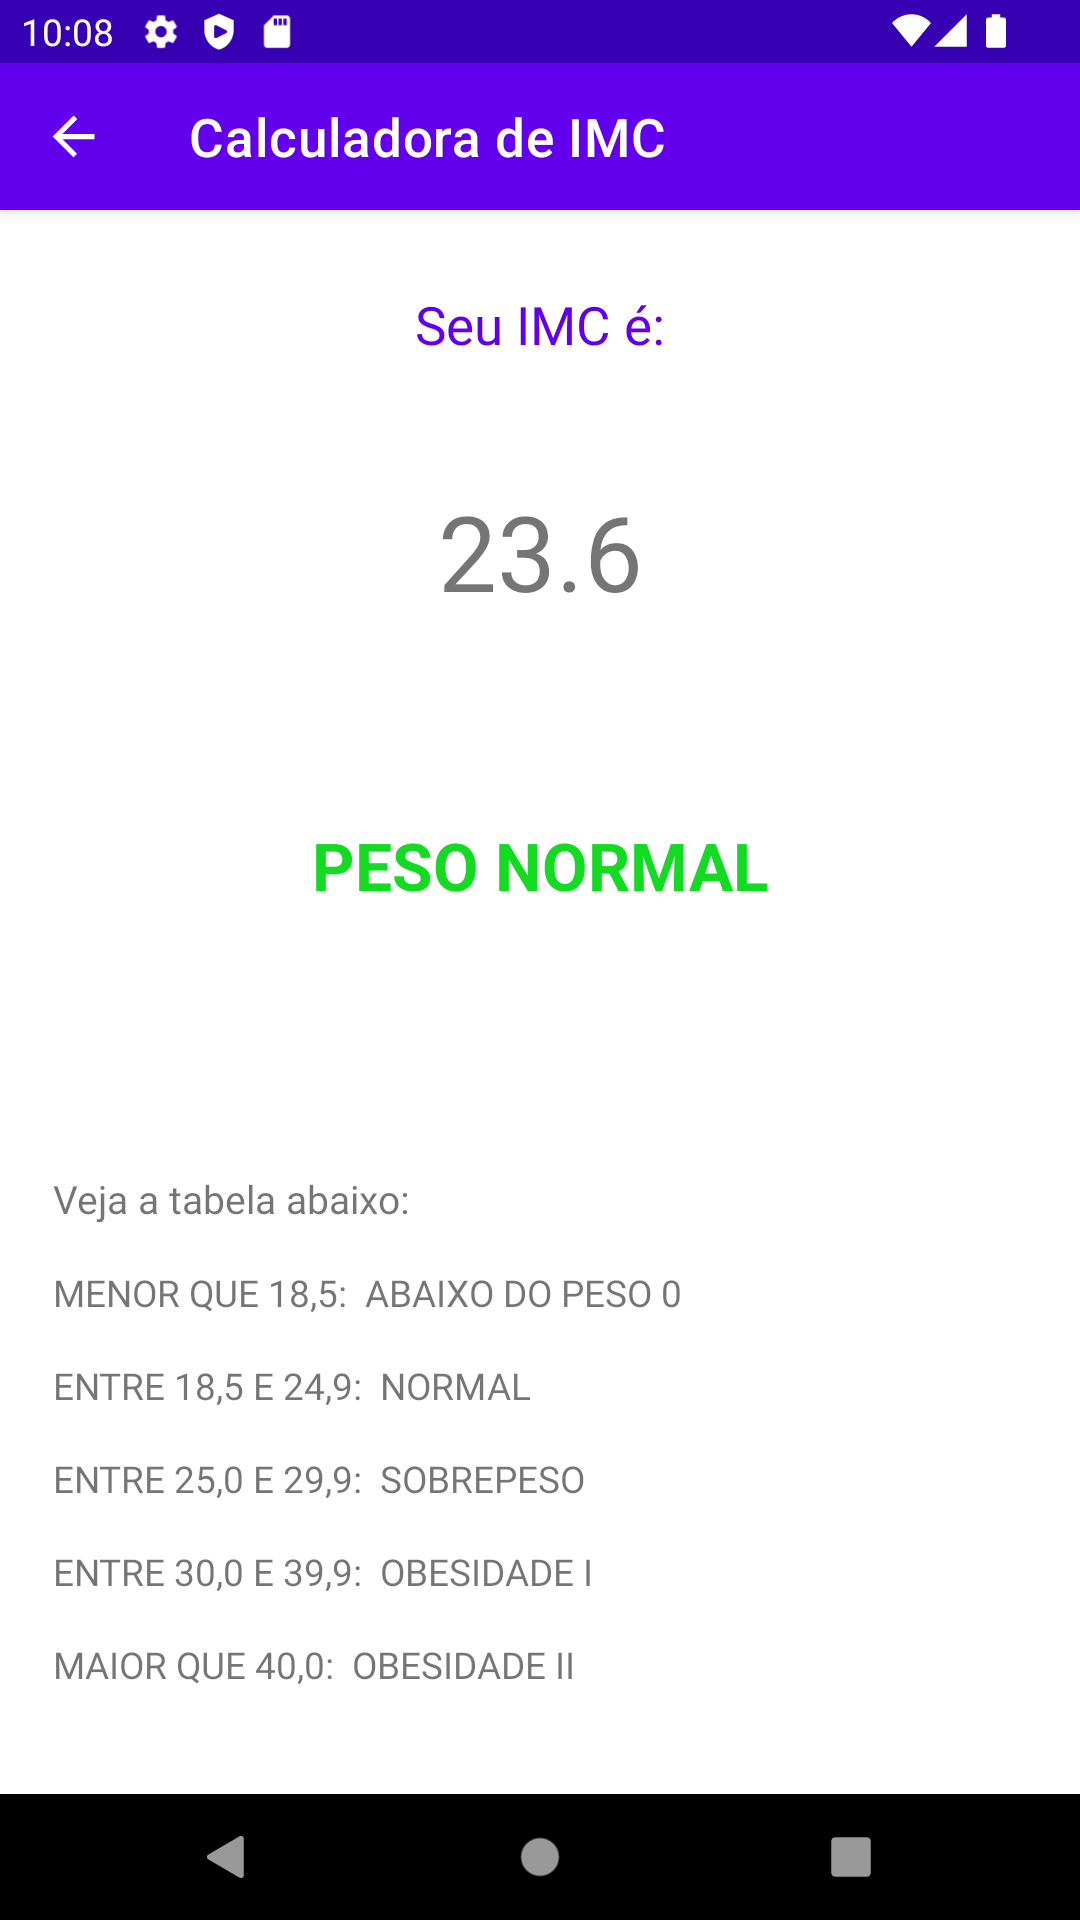 10:08
Calculadora de IMC
Seu IMC é:
23.6
PESO NORMAL
Veja a tabela abaixo:
MENOR QUE 18,5:  ABAIXO DO PESO 0
ENTRE 18,5 E 24,9:  NORMAL
ENTRE 25,0 E 29,9:  SOBREPESO
ENTRE 30,0 E 39,9:  OBESIDADE I
MAIOR QUE 40,0:  OBESIDADE II